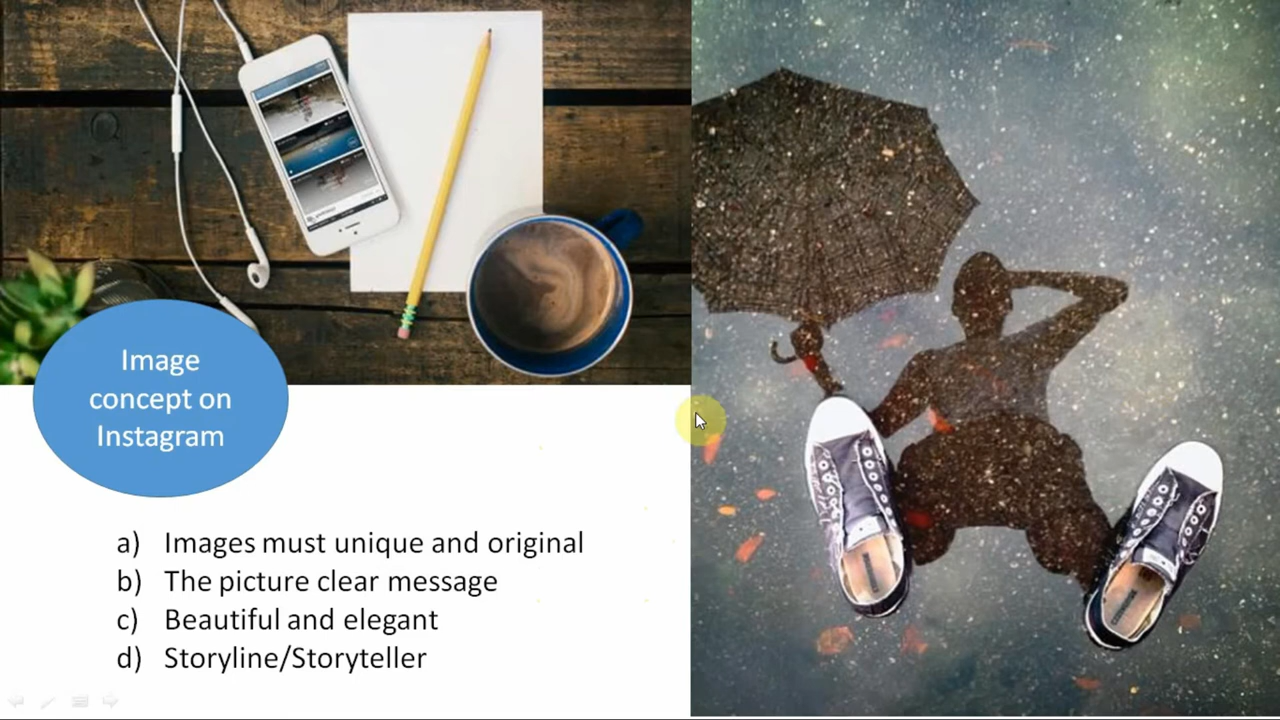 Image
concept on
Instagram
a) Images must unique and original
b) The picture clear message
c) Beautiful and elegant
d) Storyline/Storyteller